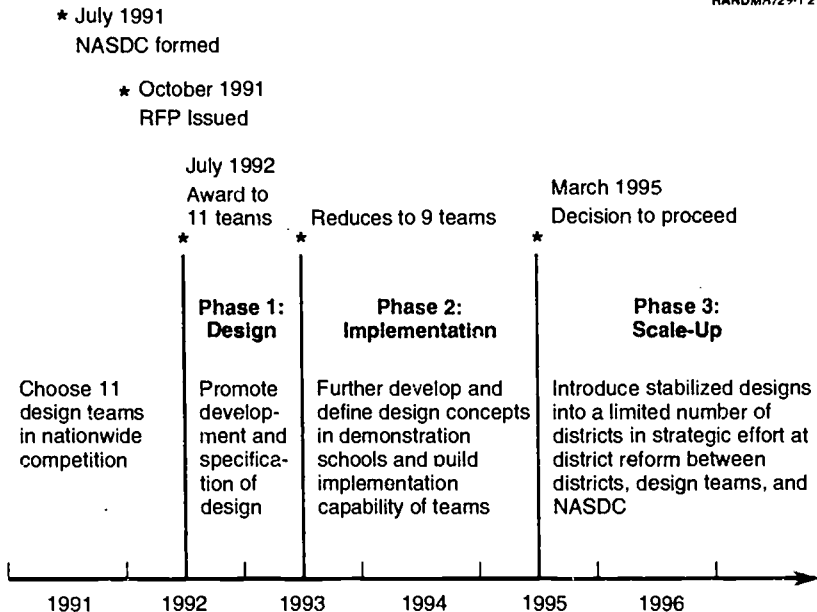 * July 1991
NASDC formed
* October 1991
RFP Issued
July 1992
Award to
11 teams
*
Reduces to 9 teams
*
March 1995
Decision to proceed
*
Phase 1:
Design
Phase 2:
Implementation
Phase 3:
Scale-Up
Choose 11
design teams
in nationwide
competition
Promote
develop-
ment and
specifica-
tion of
design
Further develop and
define design concepts
in demonstration
schools and build
implementation
capability of teams
Introduce stabilized designs
into a limited number of
districts in strategic effort at
district reform between
districts, design teams, and
NASDC
1991 1992 1993 1994 1995 1996